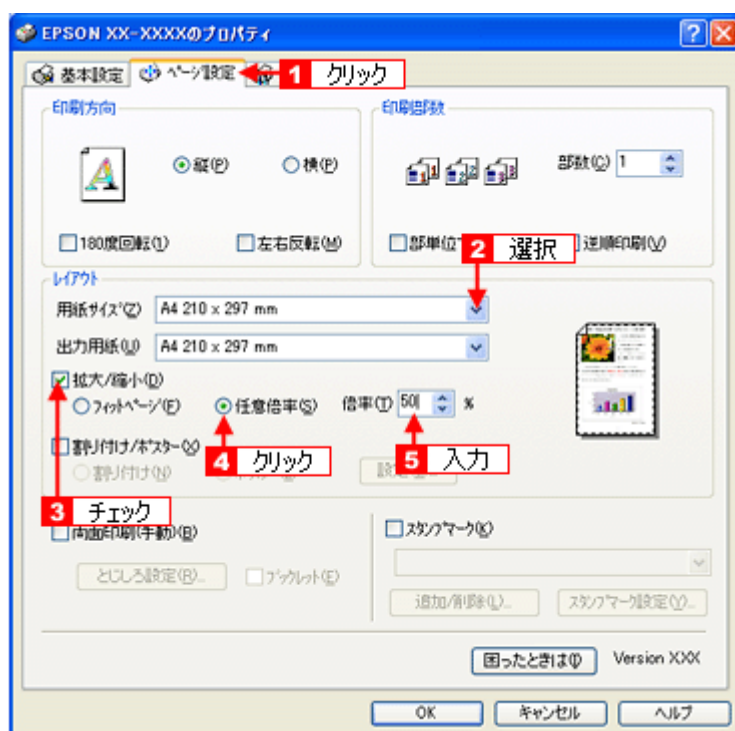 EPSON XX-XXXXのプロパティ
基本設定 ページ設定 1 クリック
印刷方向
縦(P) 横(P)
180度回転(1) 左右反転(M)
印刷部数
部数(C) 1
部単位 逆順印刷(V)
2 選択
レイアウト
用紙サイズ(Z) A4 210 x 297 mm
出力用紙(U) A4 210 x 297 mm
拡大/縮小(D)
フィットページ(E) 任意倍率(S) 倍率(T) 50 %
割り付け/ポスター(X)
4 クリック 5 入力
割り付け(N)
3 チェック
両面印刷(手動)(B)
とじしろ設定(R)... ブックレット(E)
スタンプマーク(K)
追加/削除(L)... スタンプマーク設定(Y)...
困ったときは(I) Version XXX
OK キャンセル ヘルプ